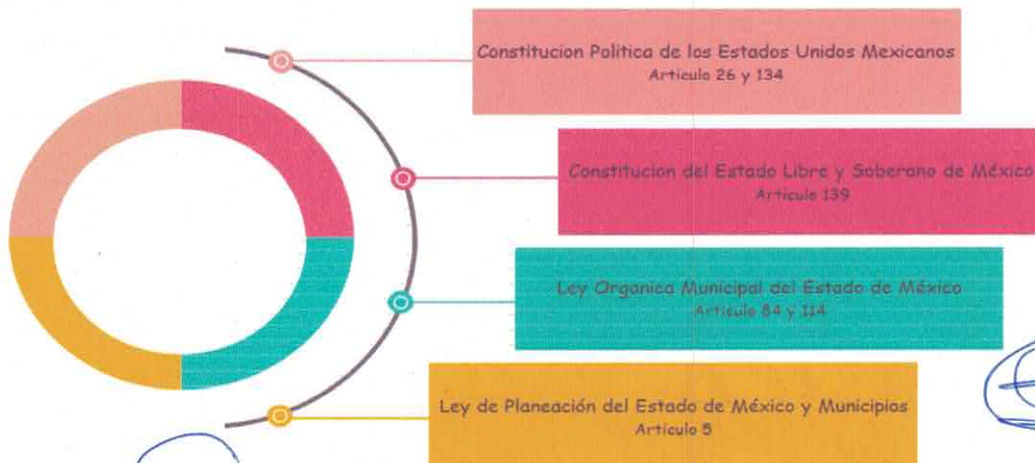 Constitucion Politica de los Estados Unidos Mexicanos
Articulo 26 y 134
Constitucion del Estado Libre y Soberano de México
Articulo 139
Ley Organica Municipal del Estado de México
Articulo 84 y 114
Ley de Planeación del Estado de México y Municipios
Articulo 5